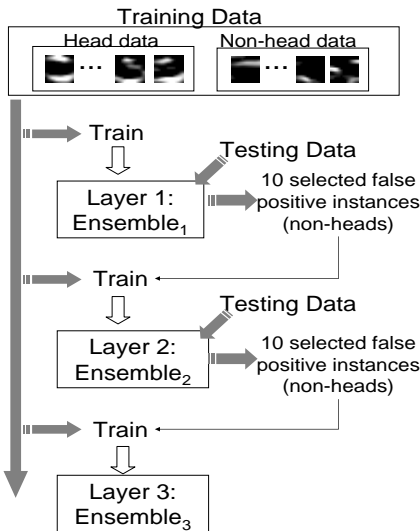 Training Data
Head data
Non-head data
...
...
Train
Testing Data
Layer 1:
Ensemble1
10 selected false
positive instances
(non-heads)
Train
Testing Data
Layer 2:
Ensemble2
10 selected false
positive instances
(non-heads)
Train
Layer 3:
Ensemble3